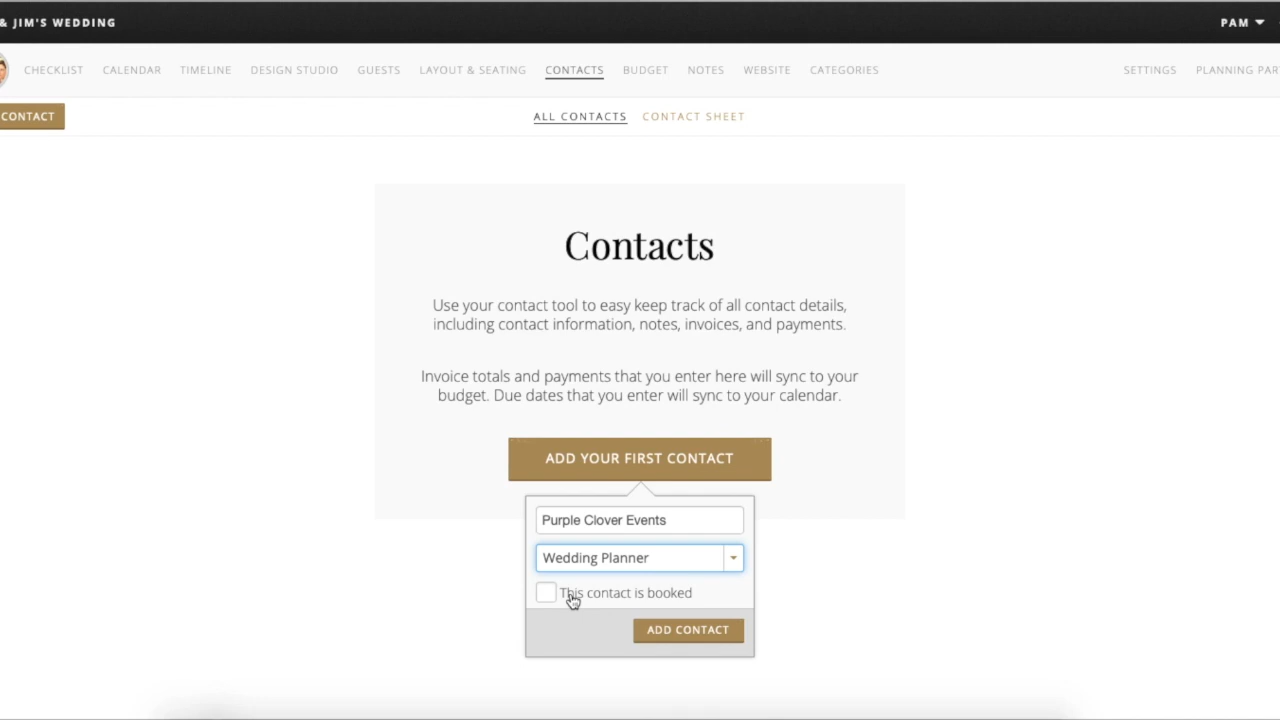 & JIM'S WEDDING
PAM
CHECKLIST CALENDAR TIMELINE DESIGN STUDIO GUESTS LAYOUT & SEATING CONTACTS BUDGET NOTES WEBSITE CATEGORIES SETTINGS PLANNING PAR
CONTACT
ALL CONTACTS CONTACT SHEET
Contacts
Use your contact tool to easy keep track of all contact details,
including contact information, notes, invoices, and payments.
Invoice totals and payments that you enter here will sync to your
budget. Due dates that you enter will sync to your calendar.
ADD YOUR FIRST CONTACT
Purple Clover Events
Wedding Planner
This contact is booked
ADD CONTACT